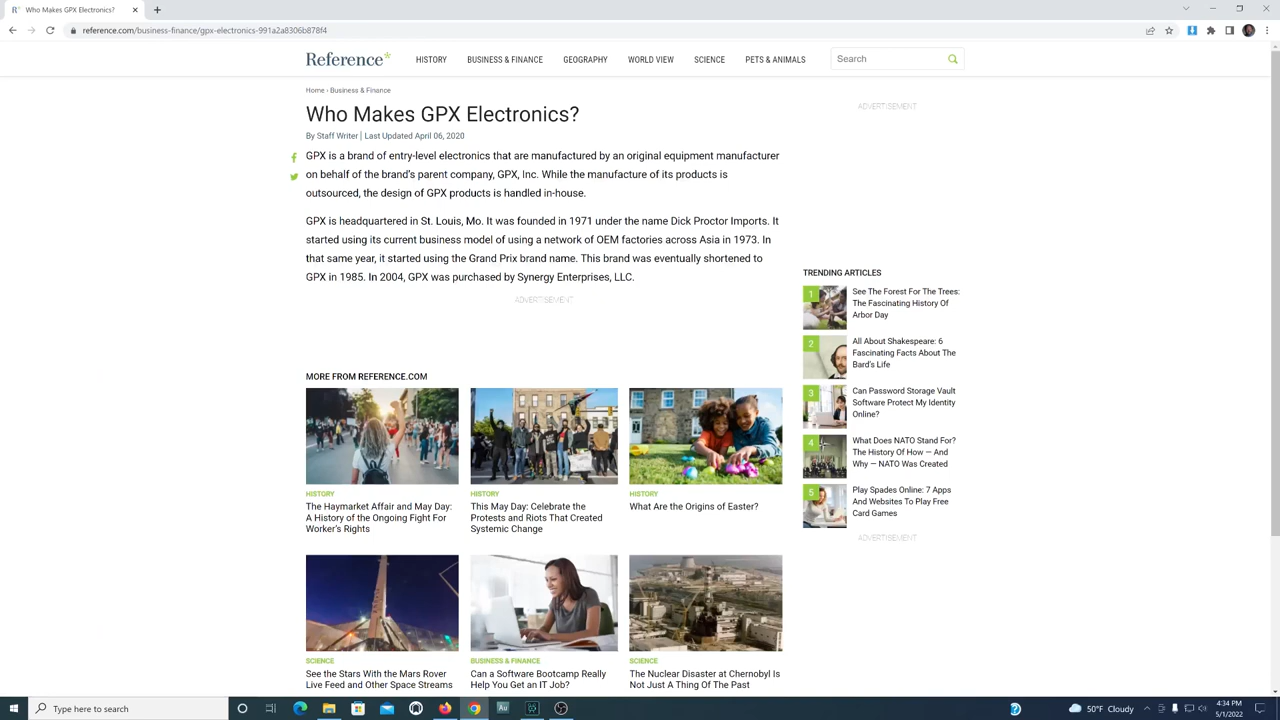 Who Makes GPX Electronics?
reference.com/business-finance/gpx-electronics-991a2a8306b878f4
Reference*
HISTORY
BUSINESS & FINANCE
GEOGRAPHY
WORLD VIEW
SCIENCE
PETS & ANIMALS
Search
Home › Business & Finance
ADVERTISEMENT
Who Makes GPX Electronics?
By Staff Writer | Last Updated April 06, 2020
GPX is a brand of entry-level electronics that are manufactured by an original equipment manufacturer
on behalf of the brand's parent company, GPX, Inc. While the manufacture of its products is
outsourced, the design of GPX products is handled in-house.
GPX is headquartered in St. Louis, Mo. It was founded in 1971 under the name Dick Proctor Imports. It
started using its current business model of using a network of OEM factories across Asia in 1973. In
that same year, it started using the Grand Prix brand name. This brand was eventually shortened to
GPX in 1985. In 2004, GPX was purchased by Synergy Enterprises, LLC.
ADVERTISEMENT
TRENDING ARTICLES
1
See The Forest For The Trees:
The Fascinating History Of
Arbor Day
2
All About Shakespeare: 6
Fascinating Facts About The
Bard's Life
3
Can Password Storage Vault
Software Protect My Identity
Online?
4
What Does NATO Stand For?
The History Of How — And
Why — NATO Was Created
5
Play Spades Online: 7 Apps
And Websites To Play Free
Card Games
ADVERTISEMENT
MORE FROM REFERENCE.COM
HISTORY
The Haymarket Affair and May Day:
A History of the Ongoing Fight For
Worker's Rights
HISTORY
This May Day: Celebrate the
Protests and Riots That Created
Systemic Change
HISTORY
What Are the Origins of Easter?
SCIENCE
See the Stars With the Mars Rover
Live Feed and Other Space Streams
BUSINESS & FINANCE
Can a Software Bootcamp Really
Help You Get an IT Job?
SCIENCE
The Nuclear Disaster at Chernobyl Is
Not Just A Thing Of The Past
Type here to search
Au
50°F Cloudy
4:34 PM
5/1/2022